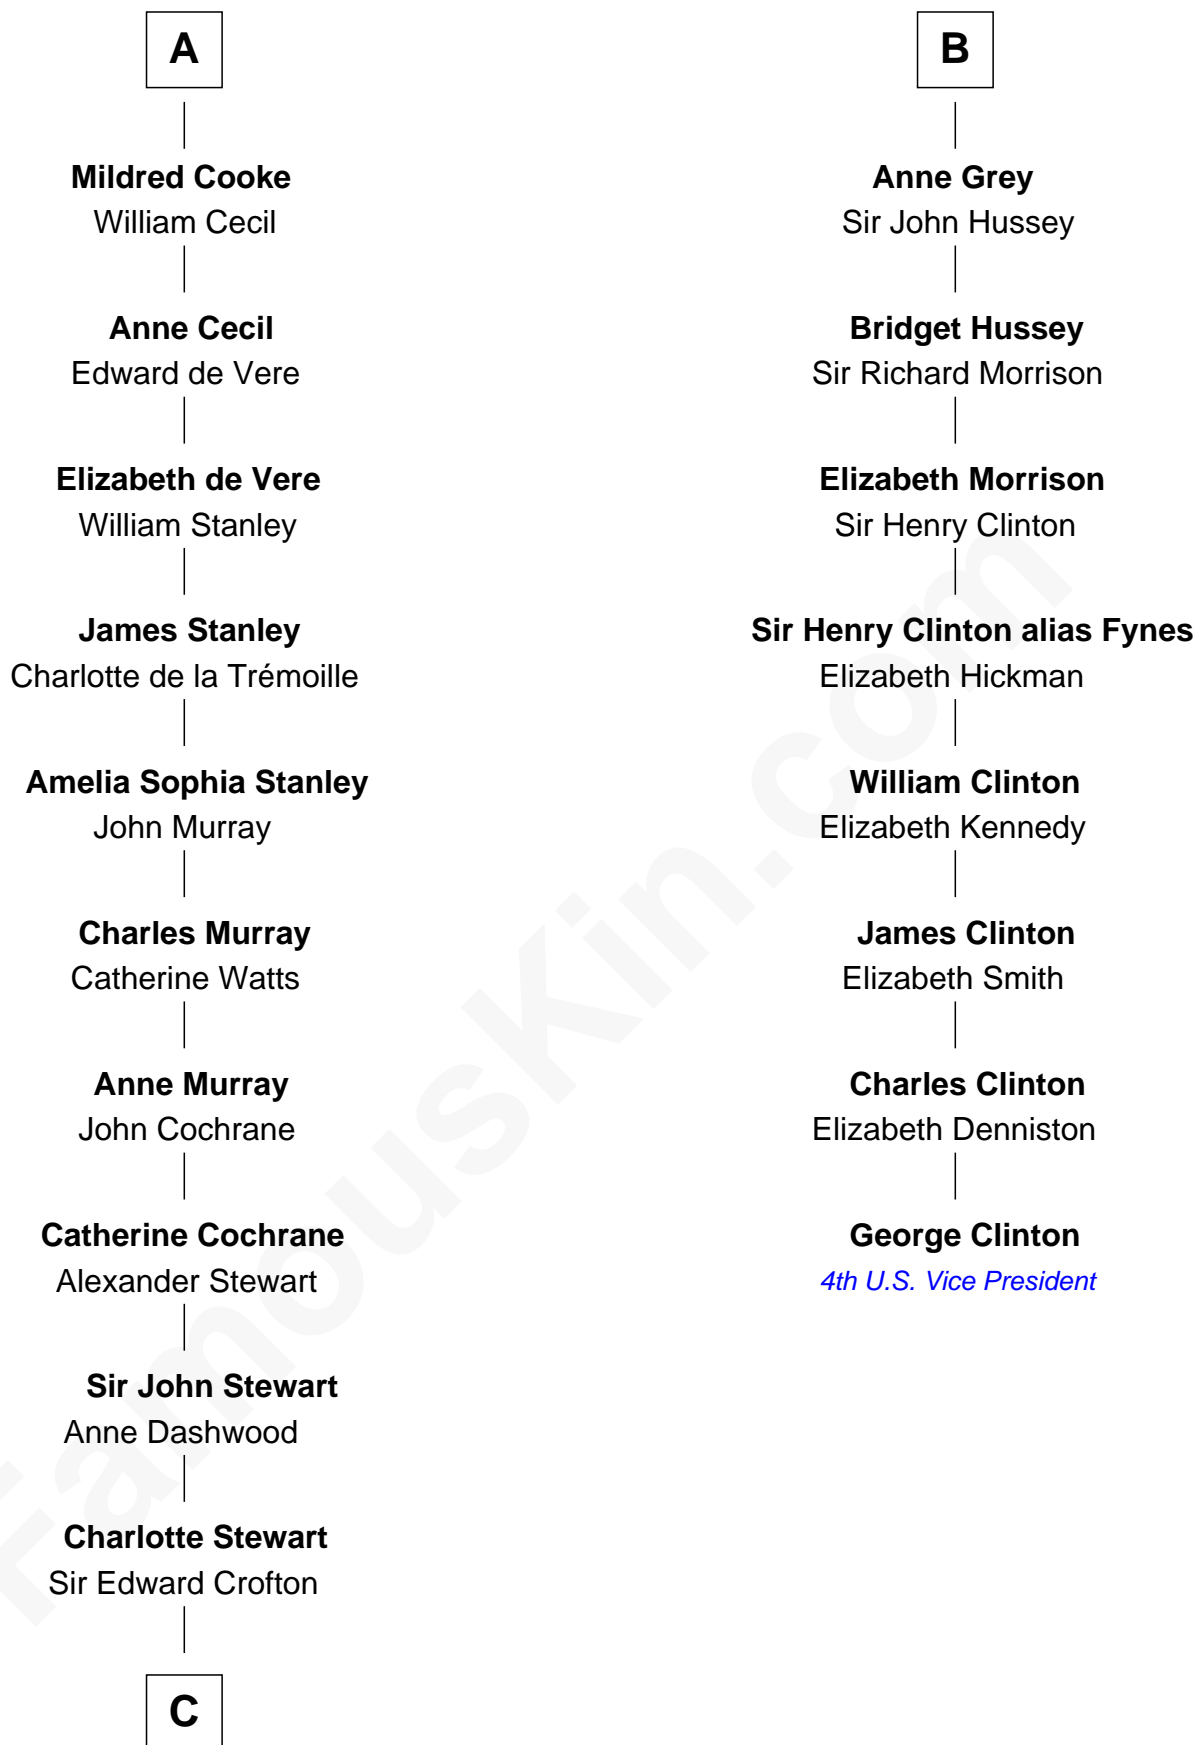 A
Mildred Cooke
William Cecil
Anne Cecil
Edward de Vere
Elizabeth de Vere
William Stanley
James Stanley
Charlotte de la Trémoille
Amelia Sophia Stanley
John Murray
Charles Murray
Catherine Watts
Anne Murray
John Cochrane
Catherine Cochrane
Alexander Stewart
Sir John Stewart
Anne Dashwood
Charlotte Stewart
Sir Edward Crofton
C
B
Anne Grey
Sir John Hussey
Bridget Hussey
Sir Richard Morrison
Elizabeth Morrison
Sir Henry Clinton
Sir Henry Clinton alias Fynes
Elizabeth Hickman
William Clinton
Elizabeth Kennedy
James Clinton
Elizabeth Smith
Charles Clinton
Elizabeth Denniston
George Clinton
4th U.S. Vice President
FamousKin.com